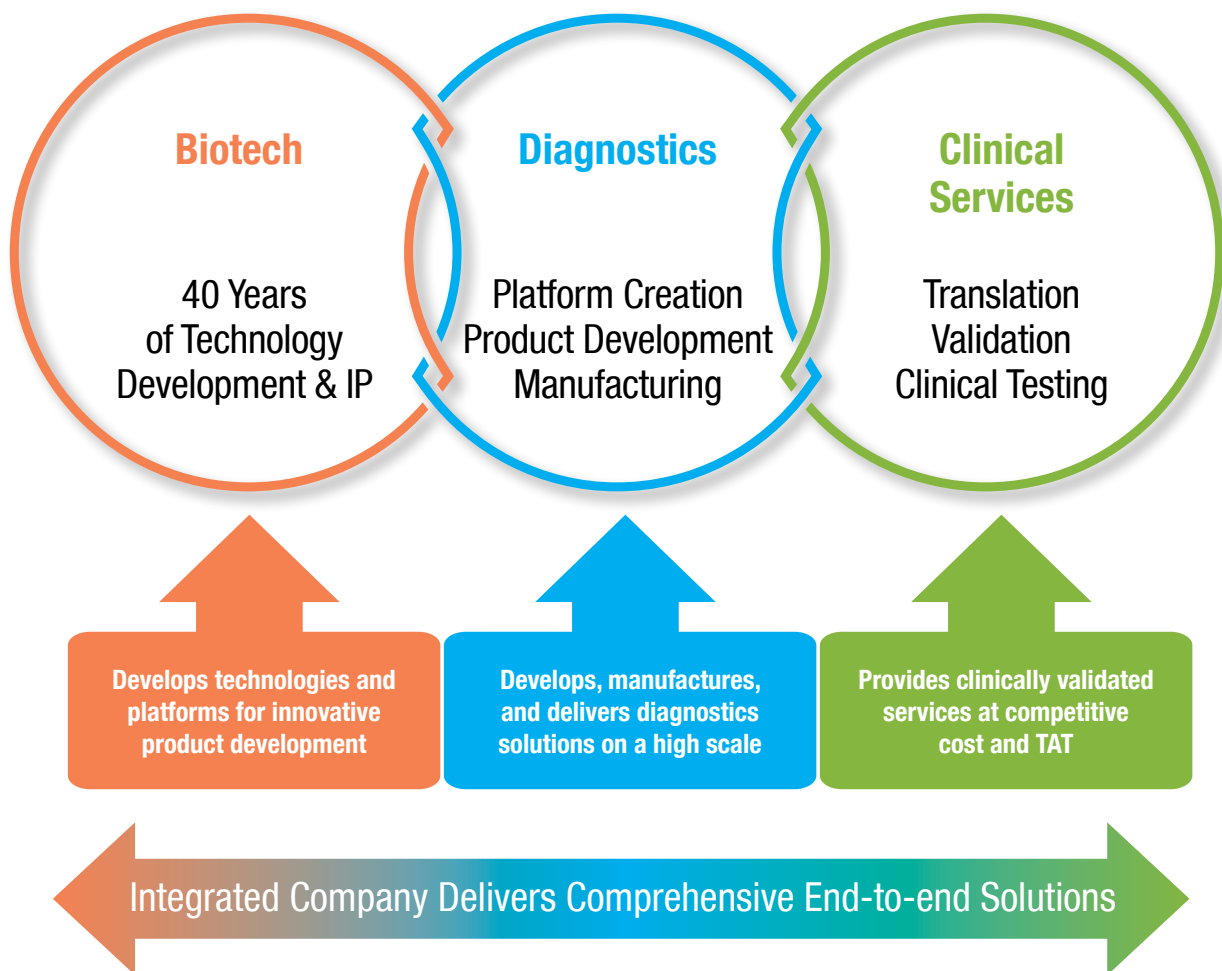 Biotech
40 Years
of Technology
Development & IP
Diagnostics
Platform Creation
Product Development
Manufacturing
Clinical
Services
Translation
Validation
Clinical Testing
Develops technologies and
platforms for innovative
product development
Develops, manufactures,
and delivers diagnostics
solutions on a high scale
Provides clinically validated
services at competitive
cost and TAT
Integrated Company Delivers Comprehensive End-to-end Solutions